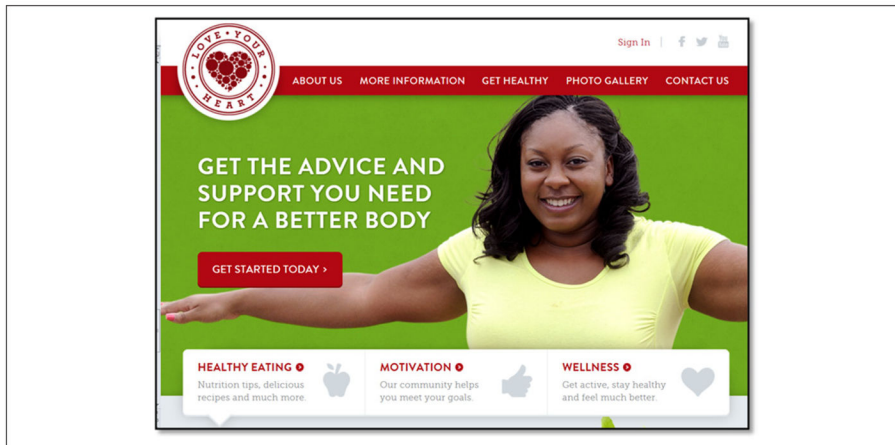 LOVE • YOUR
HEART
Sign In
ABOUT US MORE INFORMATION GET HEALTHY PHOTO GALLERY CONTACT US
GET THE ADVICE AND
SUPPORT YOU NEED
FOR A BETTER BODY
GET STARTED TODAY >
HEALTHY EATING
Nutrition tips, delicious
recipes and much more.
MOTIVATION
Our community helps
you meet your goals.
WELLNESS
Get active, stay healthy
and feel much better.